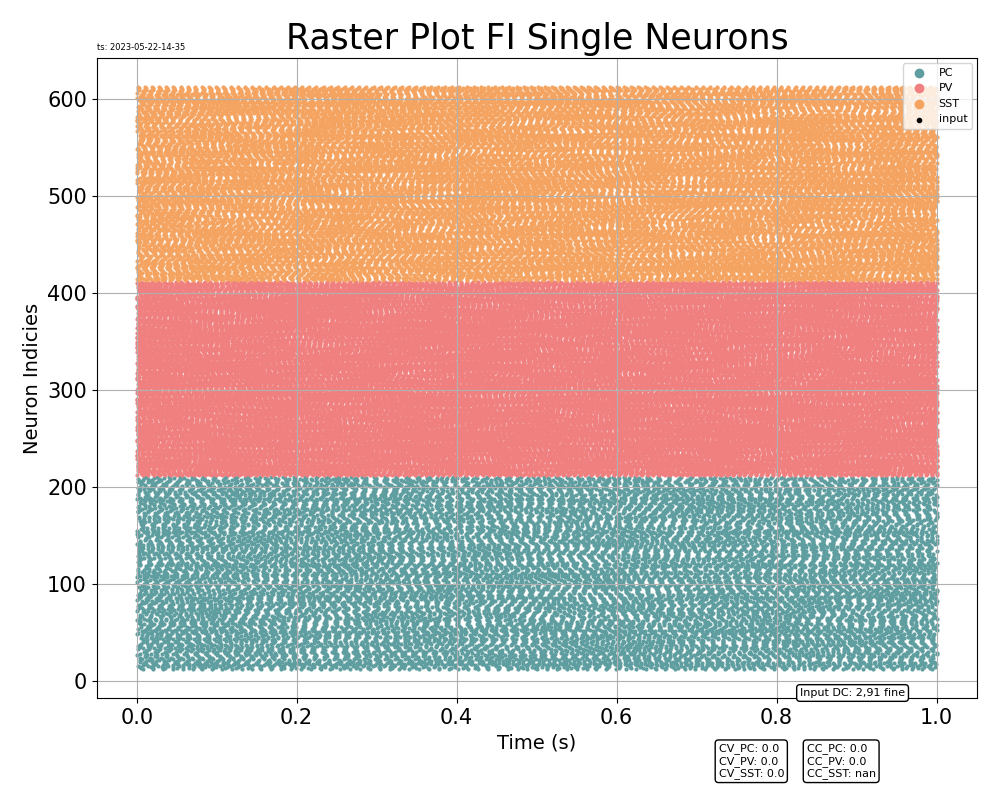 Raster Plot FI Single Neurons
ts: 2023-05-22-14-35
PC
PV
SST
input
600
500
400
300
200
100
0
Neuron Indicies
Input DC: 2,91 fine
0.0 0.2 0.4 0.6 0.8 1.0
Time (s)
CV_PC: 0.0
CV_PV: 0.0
CV_SST: 0.0
CC_PC: 0.0
CC_PV: 0.0
CC_SST: nan